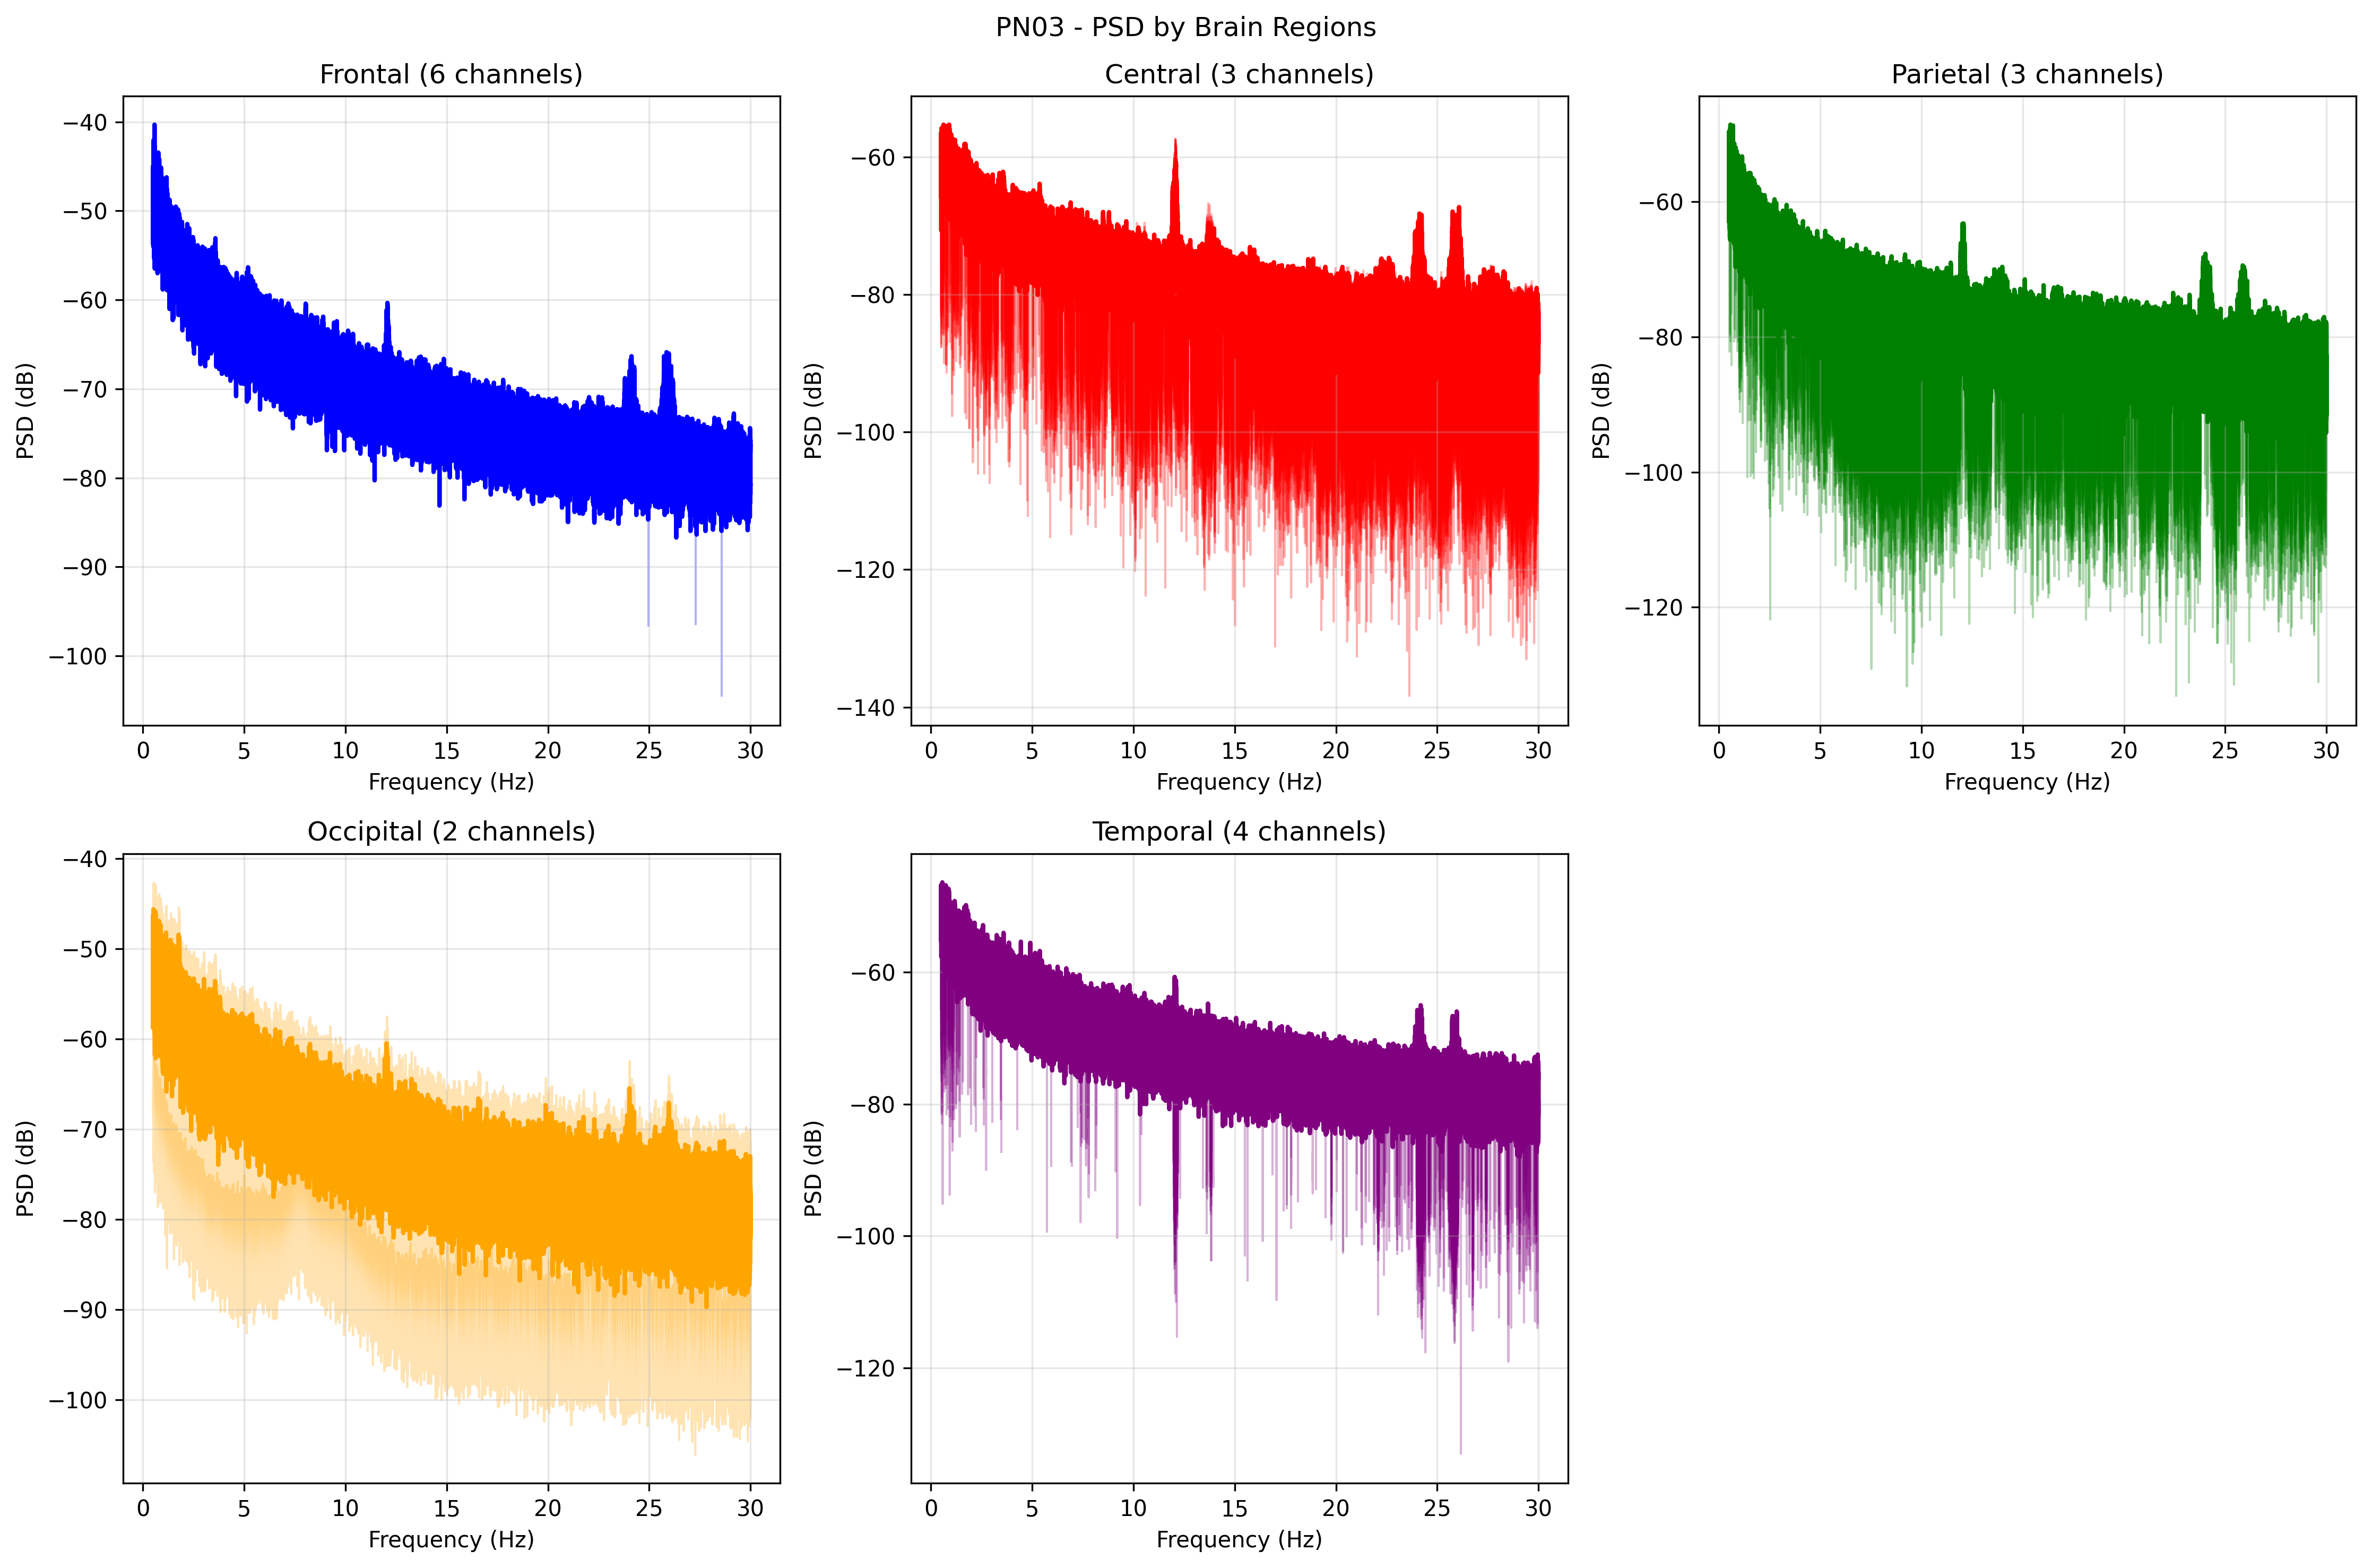 PN03 - PSD by Brain Regions
Frontal (6 channels)
PSD (dB)
−40
−50
−60
−70
−80
−90
−100
0 5 10 15 20 25 30
Frequency (Hz)
Central (3 channels)
PSD (dB)
−60
−80
−100
−120
−140
0 5 10 15 20 25 30
Frequency (Hz)
Parietal (3 channels)
PSD (dB)
−60
−80
−100
−120
0 5 10 15 20 25 30
Frequency (Hz)
Occipital (2 channels)
PSD (dB)
−40
−50
−60
−70
−80
−90
−100
0 5 10 15 20 25 30
Frequency (Hz)
Temporal (4 channels)
PSD (dB)
−60
−80
−100
−120
0 5 10 15 20 25 30
Frequency (Hz)